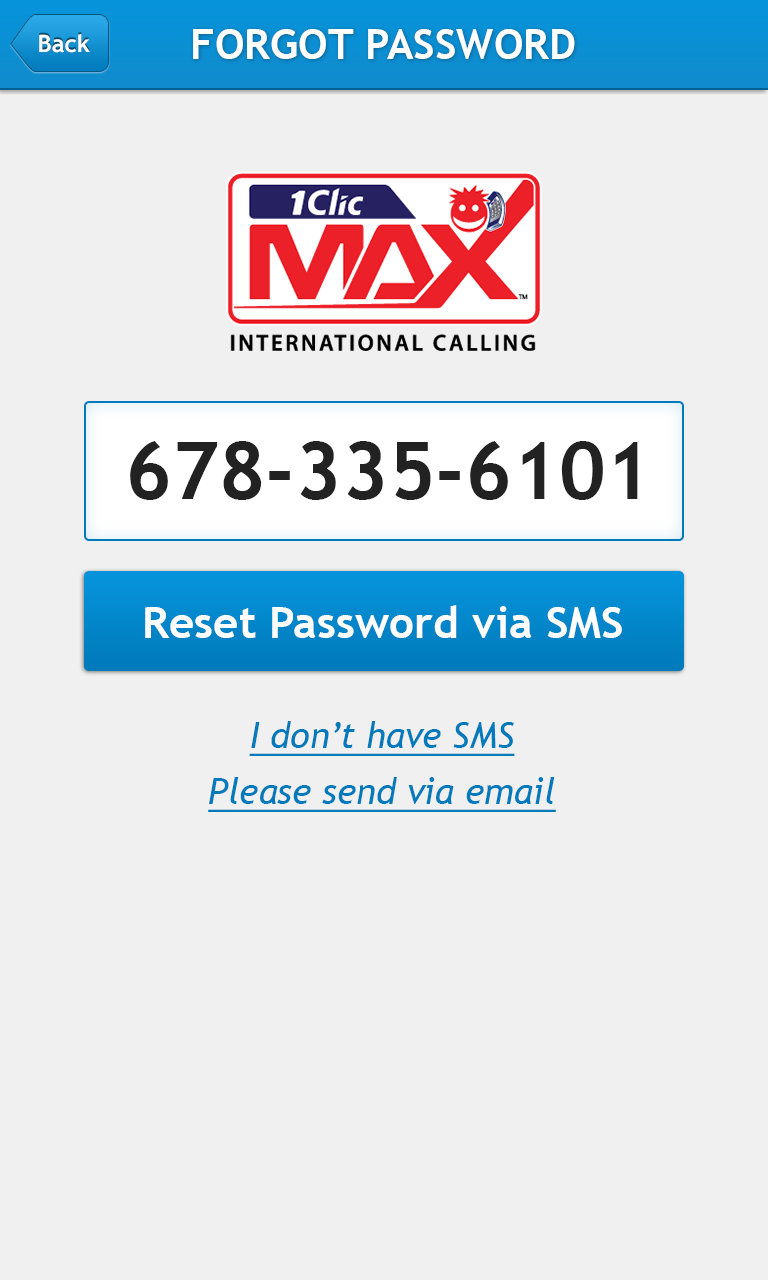 Back
FORGOT PASSWORD
1Clic
MAX™
INTERNATIONAL CALLING
678-335-6101
Reset Password via SMS
I don’t have SMS
Please send via email